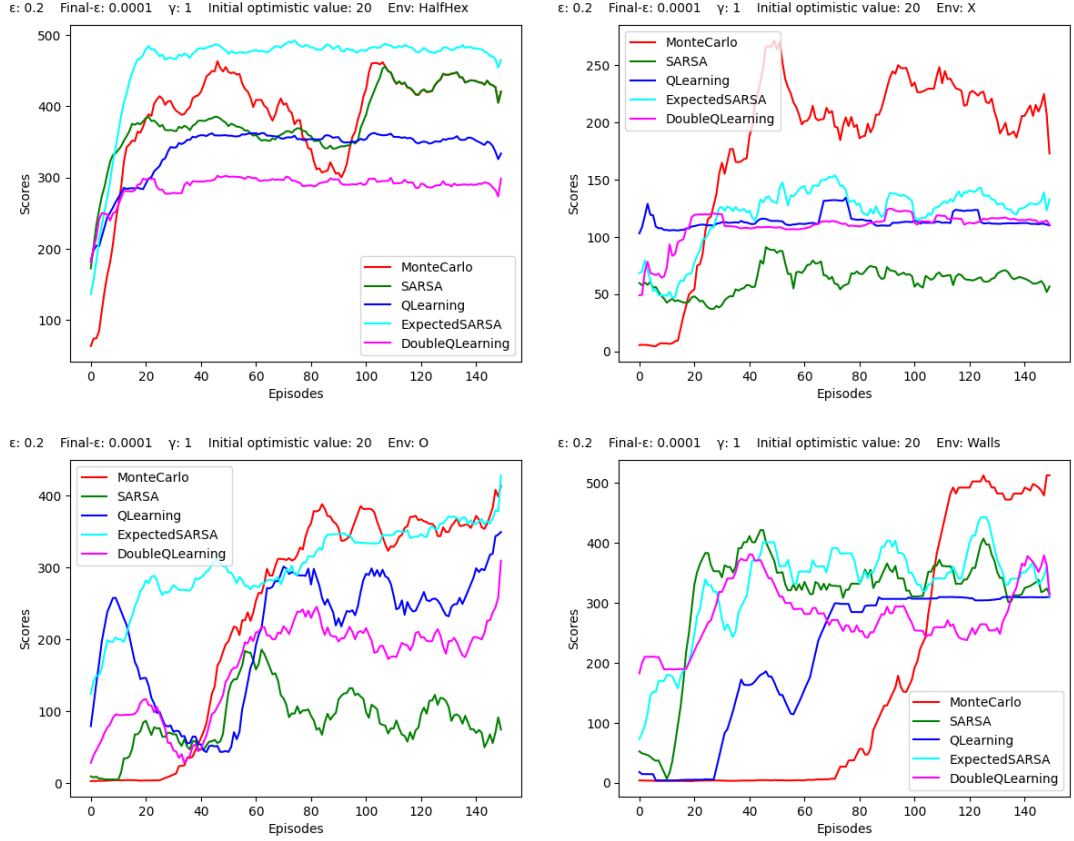 ε: 0.2 Final-ε: 0.0001 γ: 1 Initial optimistic value: 20 Env: HalfHex
500
400
300
200
100
Scores
MonteCarlo
SARSA
QLearning
ExpectedSARSA
DoubleQLearning
0 20 40 60 80 100 120 140
Episodes
ε: 0.2 Final-ε: 0.0001 γ: 1 Initial optimistic value: 20 Env: X
250
200
150
100
50
0
Scores
MonteCarlo
SARSA
QLearning
ExpectedSARSA
DoubleQLearning
0 20 40 60 80 100 120 140
Episodes
ε: 0.2 Final-ε: 0.0001 γ: 1 Initial optimistic value: 20 Env: O
400
300
200
100
0
Scores
MonteCarlo
SARSA
QLearning
ExpectedSARSA
DoubleQLearning
0 20 40 60 80 100 120 140
Episodes
ε: 0.2 Final-ε: 0.0001 γ: 1 Initial optimistic value: 20 Env: Walls
500
400
300
200
100
0
Scores
MonteCarlo
SARSA
QLearning
ExpectedSARSA
DoubleQLearning
0 20 40 60 80 100 120 140
Episodes